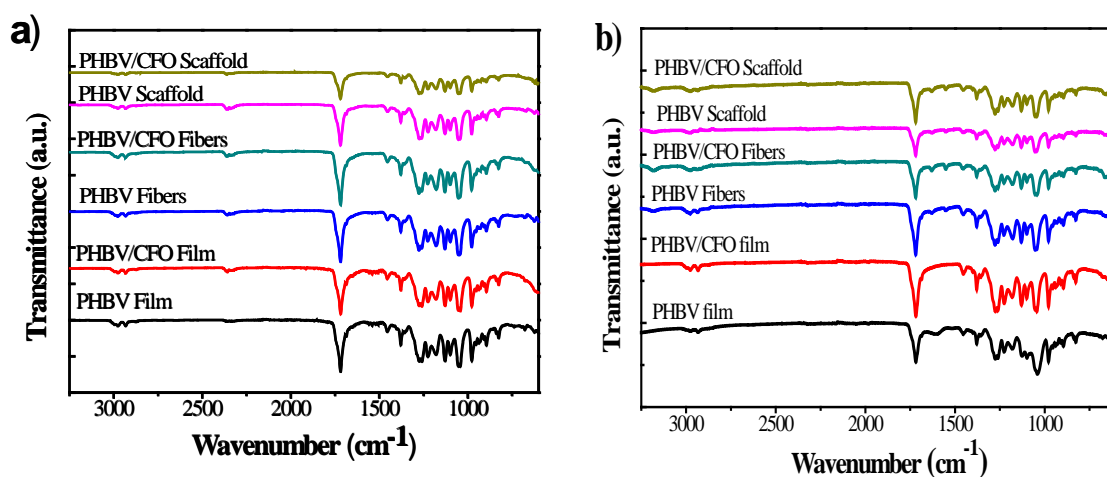 a)
PHBV/CFO Scaffold
PHBV Scaffold
PHBV/CFO Fibers
PHBV Fibers
PHBV/CFO Film
PHBV Film
Transmittance (a.u.)
3000 2500 2000 1500 1000
Wavenumber (cm-1)
b)
PHBV/CFO Scaffold
PHBV Scaffold
PHBV/CFO Fibers
PHBV Fibers
PHBV/CFO film
PHBV film
Transmittance (a.u.)
3000 2500 2000 1500 1000
Wavenumber (cm-1)